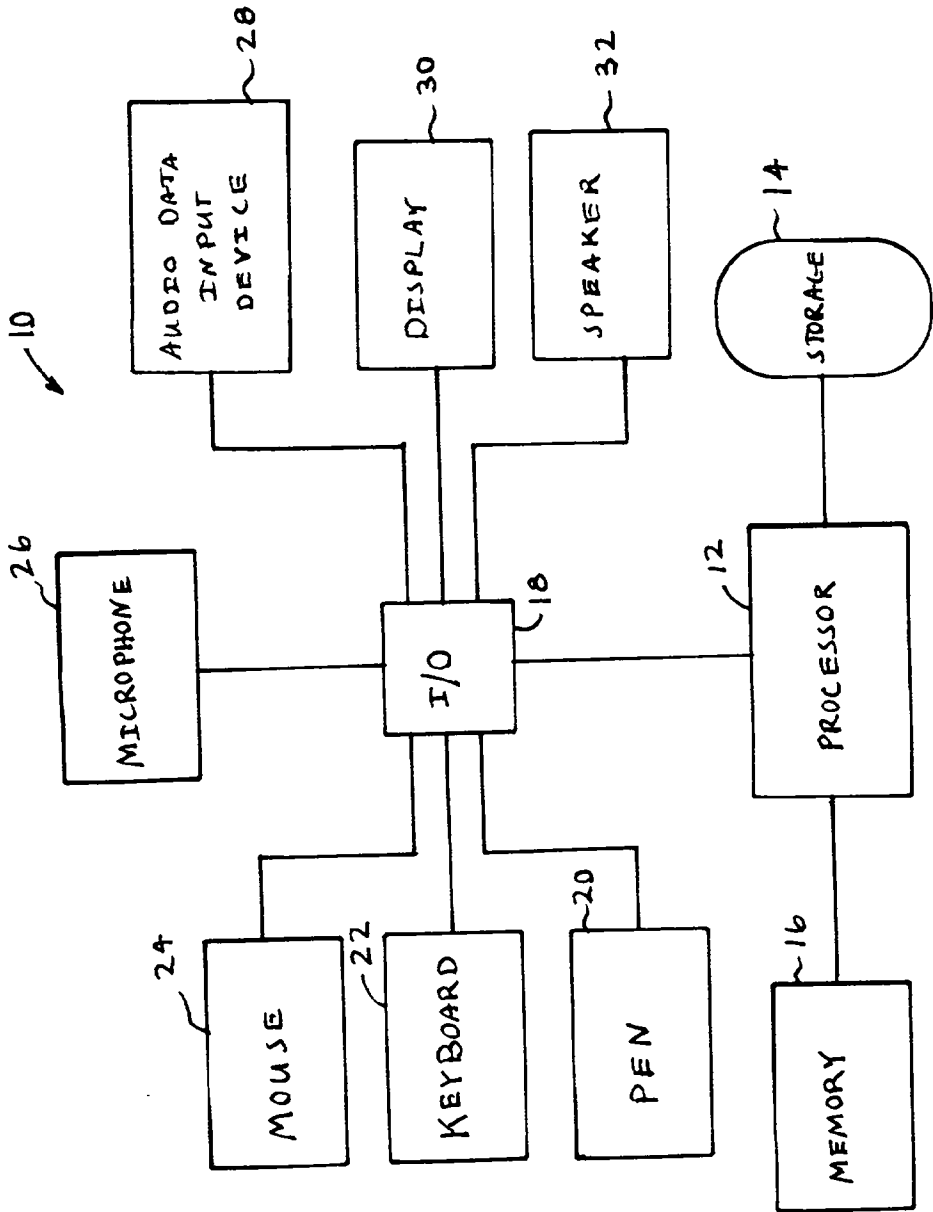 10
26
MICROPHONE
24
MOUSE
AUDIO DATA
INPUT
DEVICE
28
22
KEYBOARD
I/O
18
DISPLAY
30
20
PEN
SPEAKER
32
16
MEMORY
12
PROCESSOR
14
STORAGE